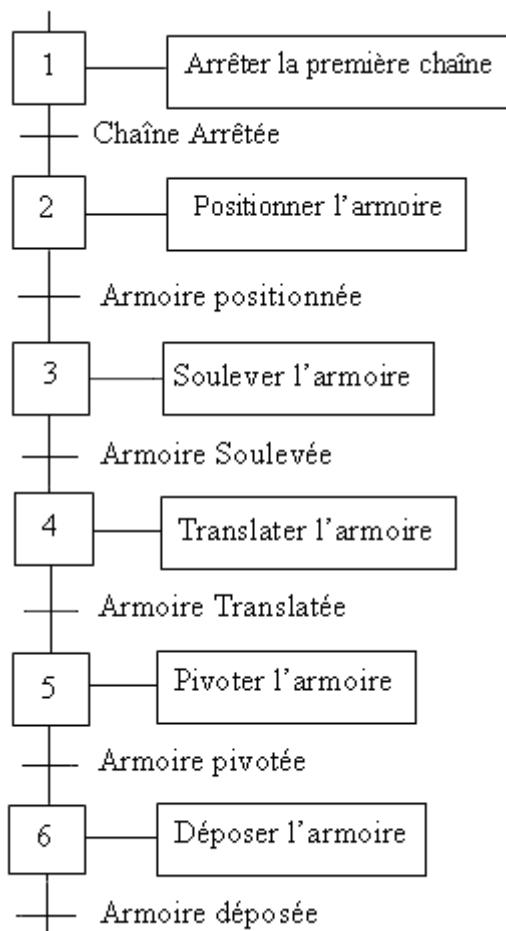 1 Arrêter la première chaîne
Chaîne Arrêtée
2 Positionner l'armoire
Armoire positionnée
3 Soulever l'armoire
Armoire Soulevée
4 Translater l'armoire
Armoire Translatée
5 Pivoter l'armoire
Armoire pivotée
6 Déposer l'armoire
Armoire déposée